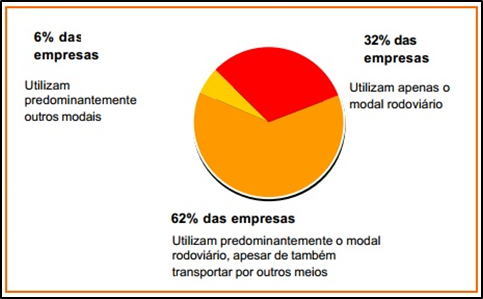 6% das
empresas
Utilizam
predominantemente
outros modais
32% das
empresas
Utilizam apenas o
modal rodoviário
62% das empresas
Utilizam predominantemente o modal
rodoviário, apesar de também
transportar por outros meios